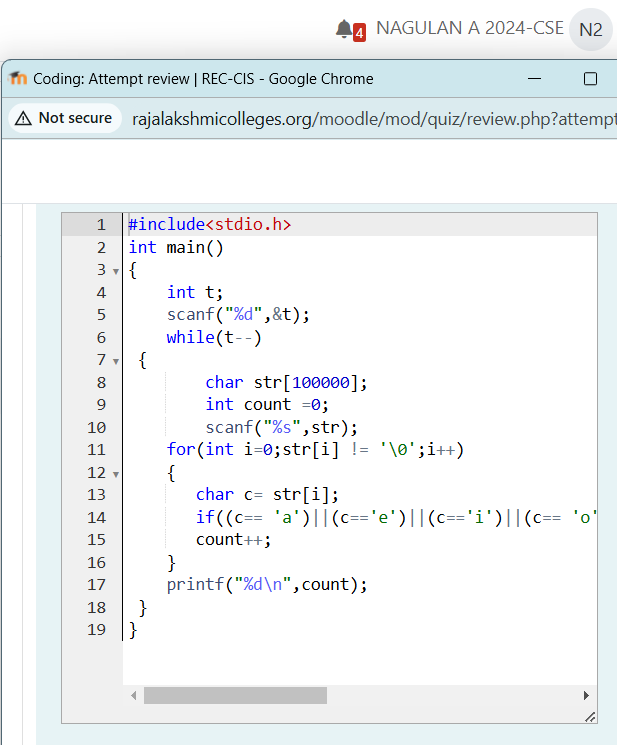 4 NAGULAN A 2024-CSE N2
Coding: Attempt review | REC-CIS - Google Chrome
Not secure rajalakshmicolleges.org/moodle/mod/quiz/review.php?attempt
1 #include<stdio.h>
2 int main()
3 {
4 int t;
5 scanf("%d",&t);
6 while(t--)
7 {
8 char str[100000];
9 int count =0;
10 scanf("%s",str);
11 for(int i=0;str[i] != '\0';i++)
12 {
13 char c= str[i];
14 if((c== 'a')||(c=='e')||(c=='i')||(c== 'o'
15 count++;
16 }
17 printf("%d\n",count);
18 }
19 }